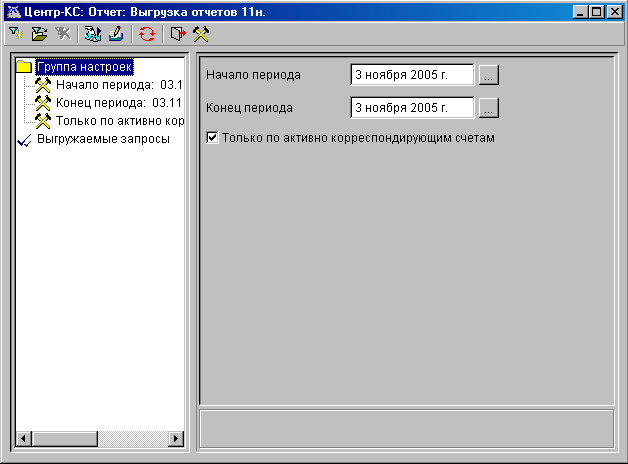 Центр-КС: Отчет: Выгрузка отчетов 11н.
Группа настроек
Начало периода: 03.1
Конец периода: 03.11
Только по активно кор
Выгружаемые запросы
Начало периода 3 ноября 2005 г. ...
Конец периода 3 ноября 2005 г. ...
Только по активно корреспондирующим счетам